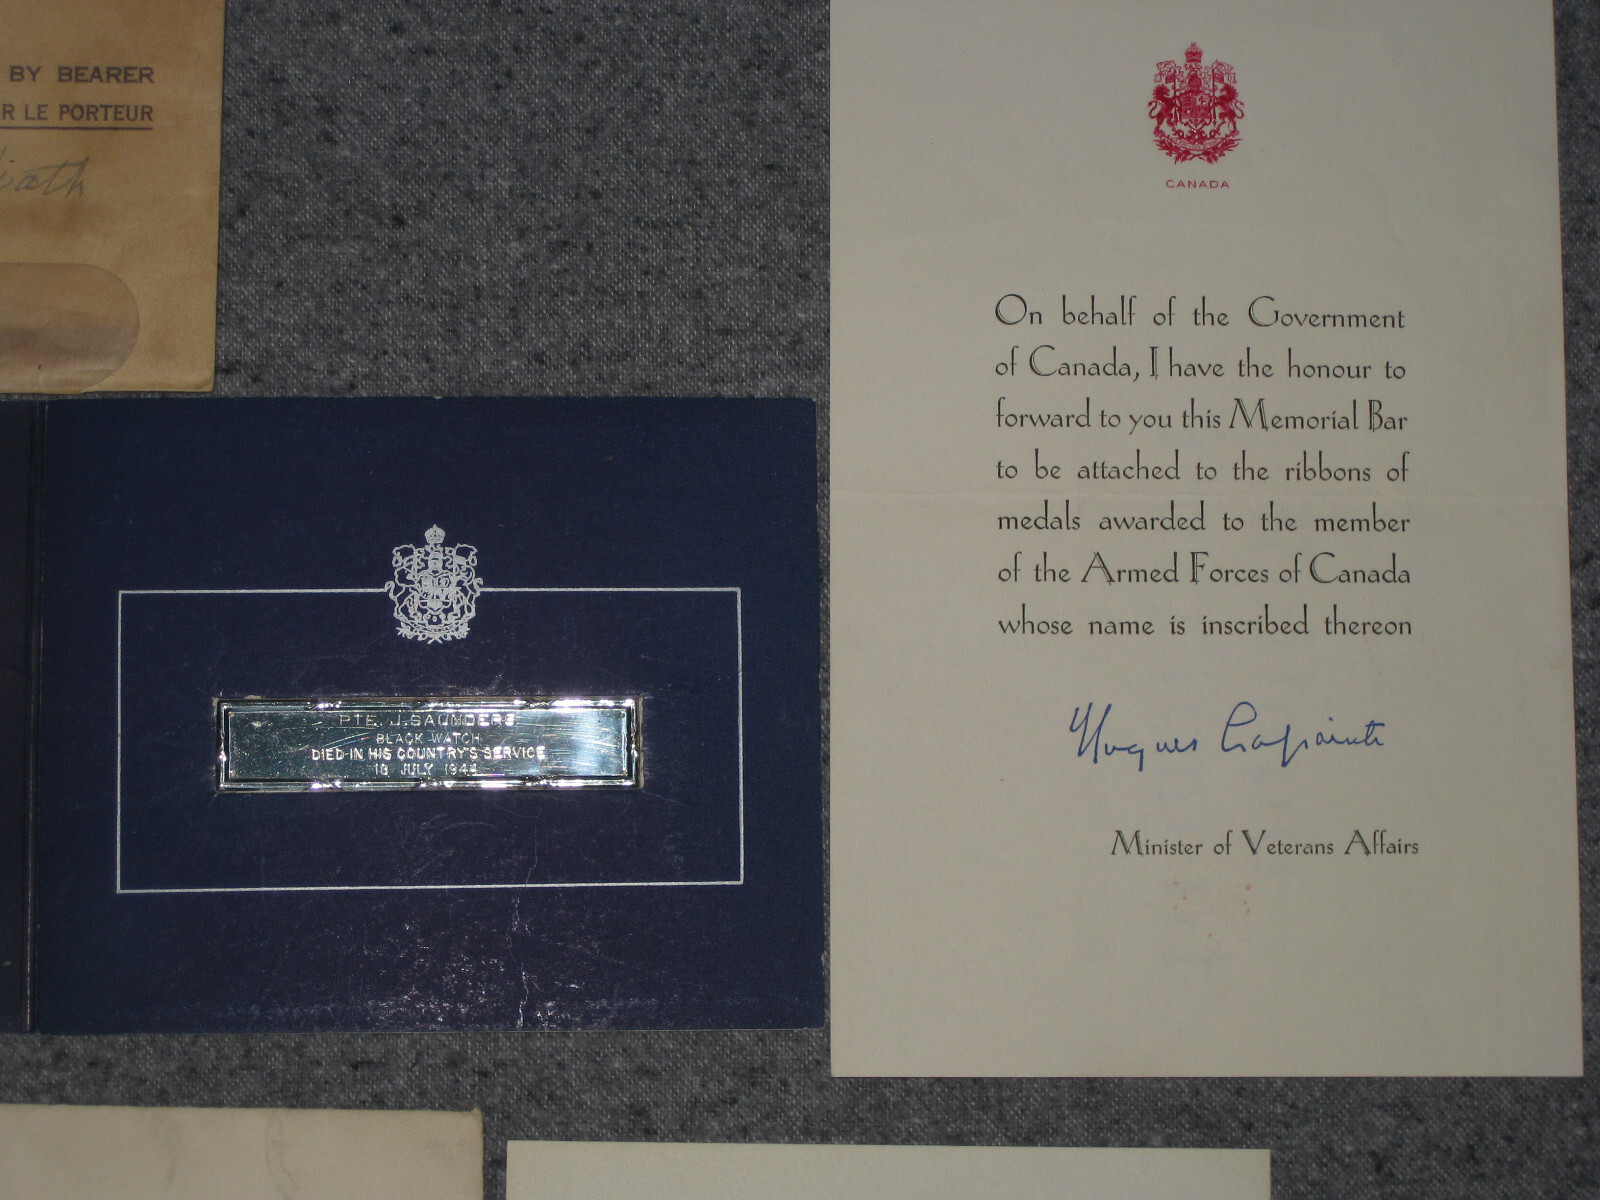 BY BEARER
R LE PORTEUR
CANADA
On behalf of the Government
of Canada, I have the honour to
forward to you this Memorial Bar
to be attached to the ribbons of
medals awarded to the member
of the Armed Forces of Canada
whose name is inscribed thereon
Hugues Lapointe
Minister of Veterans Affairs
PTE. J. SAUNDERS
BLACK WATCH
DIED IN HIS COUNTRY'S SERVICE
JULY